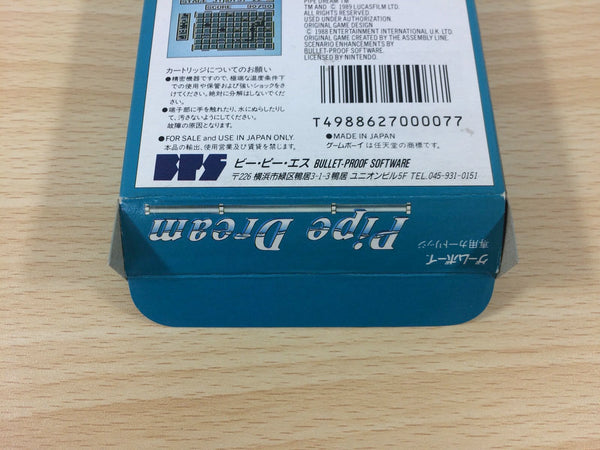 SCORE
PIPE DREAM TM
TM AND © 1989 LUCASFILM LTD.
ALL RIGHTS RESERVED.
USED UNDER AUTHORIZATION.
ORIGINAL GAME DESIGN
© 1988 ENTERTAINMENT INTERNATIONAL U.K. LTD.
ORIGINAL GAME CREATED BY THE ASSEMBLY LINE.
SCENARIO ENHANCEMENTS BY
BULLET-PROOF SOFTWARE.
LICENSED BY NINTENDO.
カートリッジについてのお願い
●精密機器ですので、極端な温度条件下
での使用や保管および強いショックをさ
けてください。絶対に分解はしないでくだ
さい。
●端子部に手を触れたり、水にぬらしたりし
て、汚さないようにしてください。
故障の原因となります。
●FOR SALE and USE IN JAPAN ONLY.
本品の輸出、使用営業及び賃貸を禁じます。
T4988627000077
●MADE IN JAPAN
ゲームボーイは任天堂の商標です。
BPS ビー・ピー・エス BULLET-PROOF SOFTWARE
〒226 横浜市緑区鴨居3-1-3鴨居 ユニオンビル5F TEL.045-931-0151
Pipe Dream
ゲームボーイ
専用カートリッジ